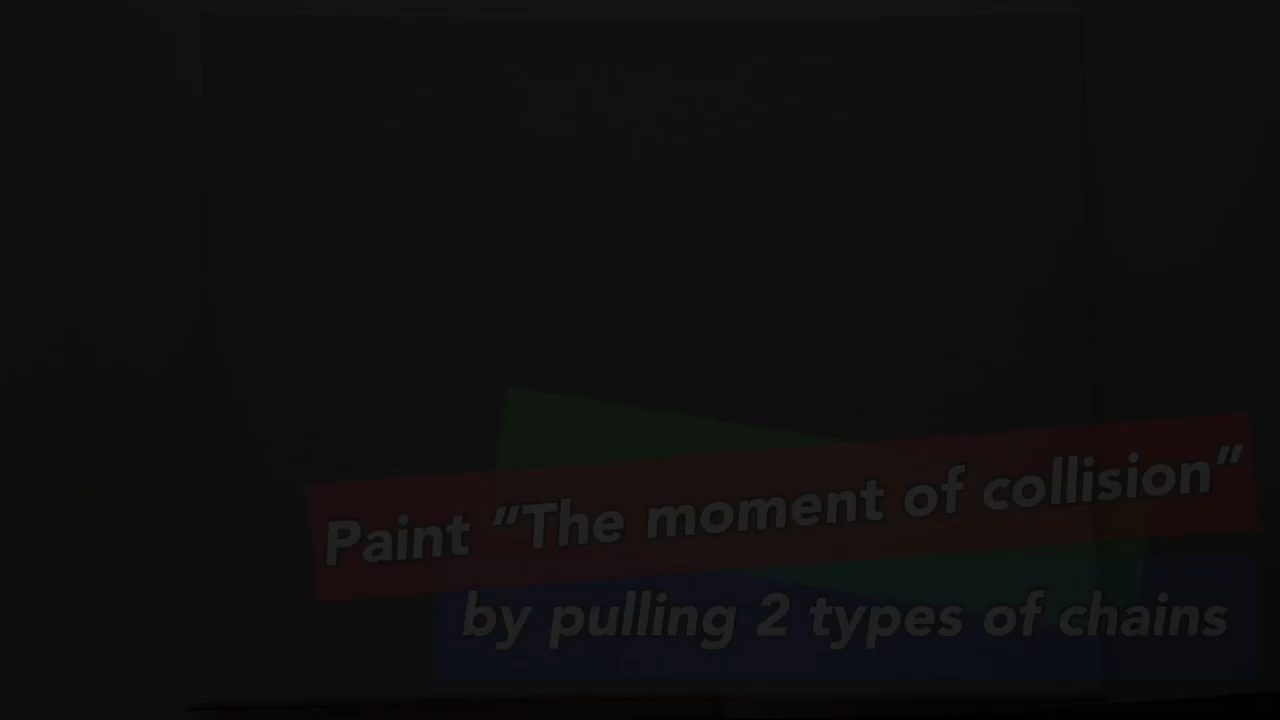 Paint “The moment of collision”
by pulling 2 types of chains